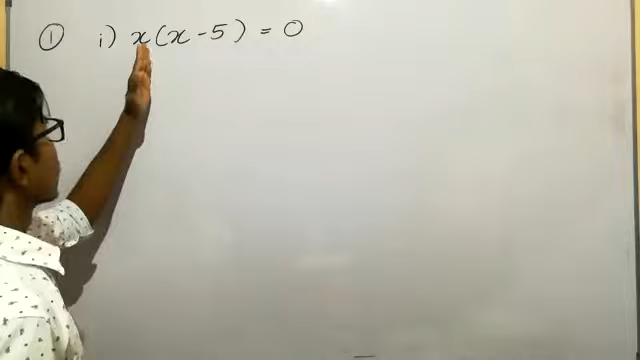 ① i) x(x-5) = 0